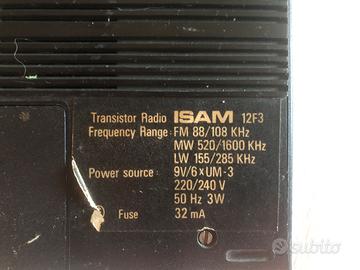 Transistor Radio ISAM 12F3
Frequency Range: FM 88/108 KHz
MW 520/1600 KHz
LW 155/285 KHz
Power source: 9V/6×UM-3
220/240 V
50 Hz 3W
Fuse 32 mA
subito